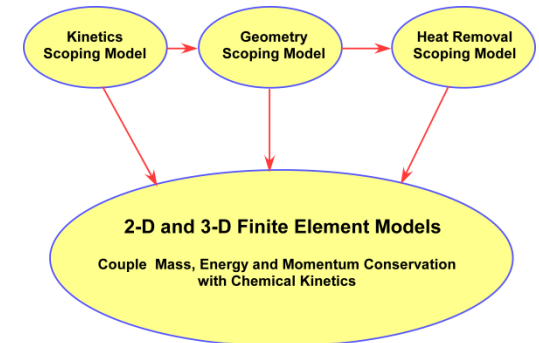 Kinetics
Scoping Model
Geometry
Scoping Model
Heat Removal
Scoping Model
2-D and 3-D Finite Element Models
Couple Mass, Energy and Momentum Conservation
with Chemical Kinetics